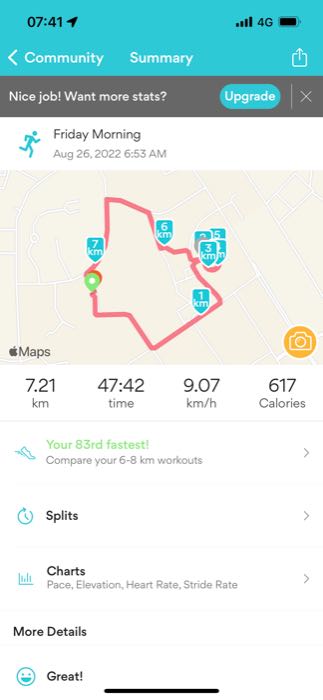 07:41
4G
Community
Summary
Nice job! Want more stats?
Upgrade
Friday Morning
Aug 26, 2022 6:53 AM
7
km
6
km
5
3
km
1
km
Maps
7.21
km
47:42
time
9.07
km/h
617
Calories
Your 83rd fastest!
Compare your 6-8 km workouts
Splits
Charts
Pace, Elevation, Heart Rate, Stride Rate
More Details
Great!